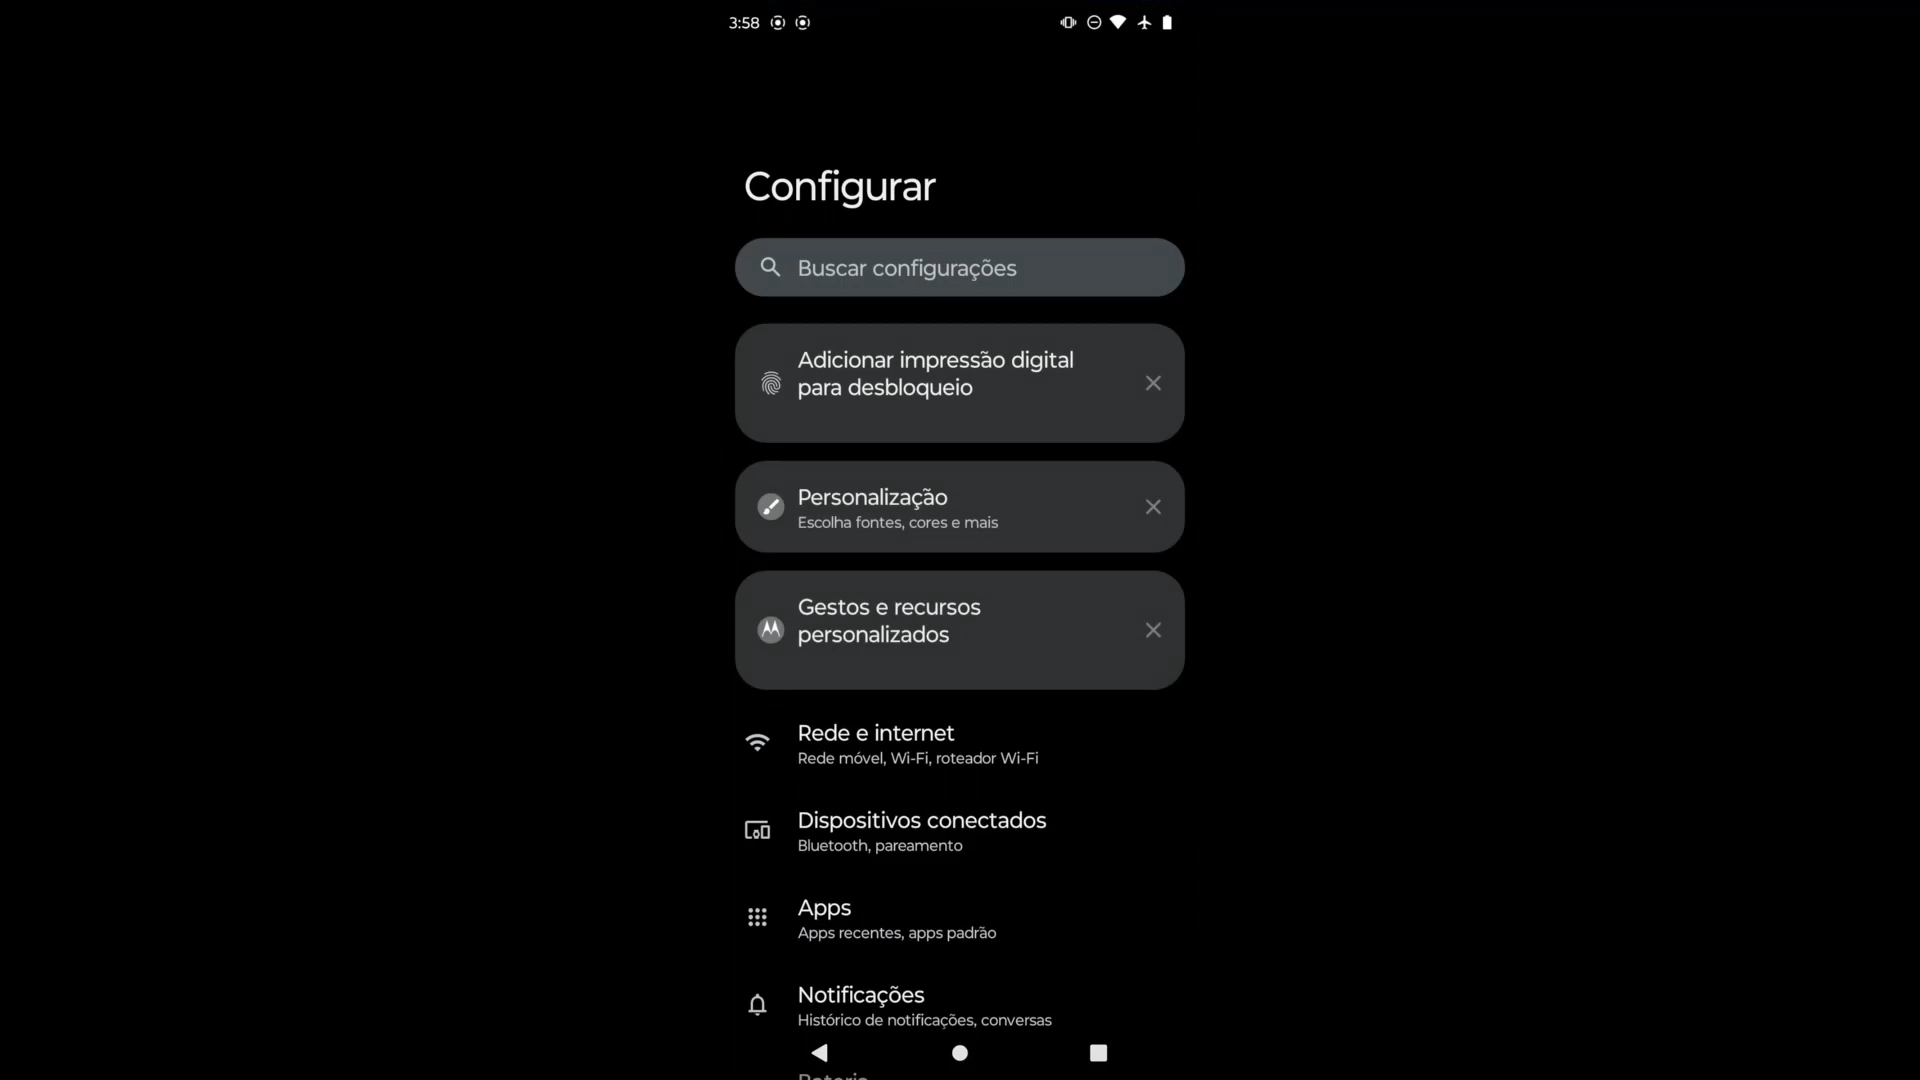 3:58
Configurar
Buscar configurações
Adicionar impressão digital
para desbloqueio
Personalização
Escolha fontes, cores e mais
Gestos e recursos
personalizados
Rede e internet
Rede móvel, Wi-Fi, roteador Wi-Fi
Dispositivos conectados
Bluetooth, pareamento
Apps
Apps recentes, apps padrão
Notificações
Histórico de notificações, conversas